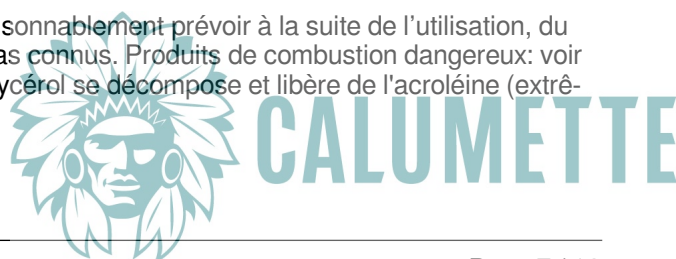 sonnablement prévoir à la suite de l’utilisation, du
as connus. Produits de combustion dangereux: voir
ycérol se décompose et libère de l'acroléine (extrê-
CALUMETTE